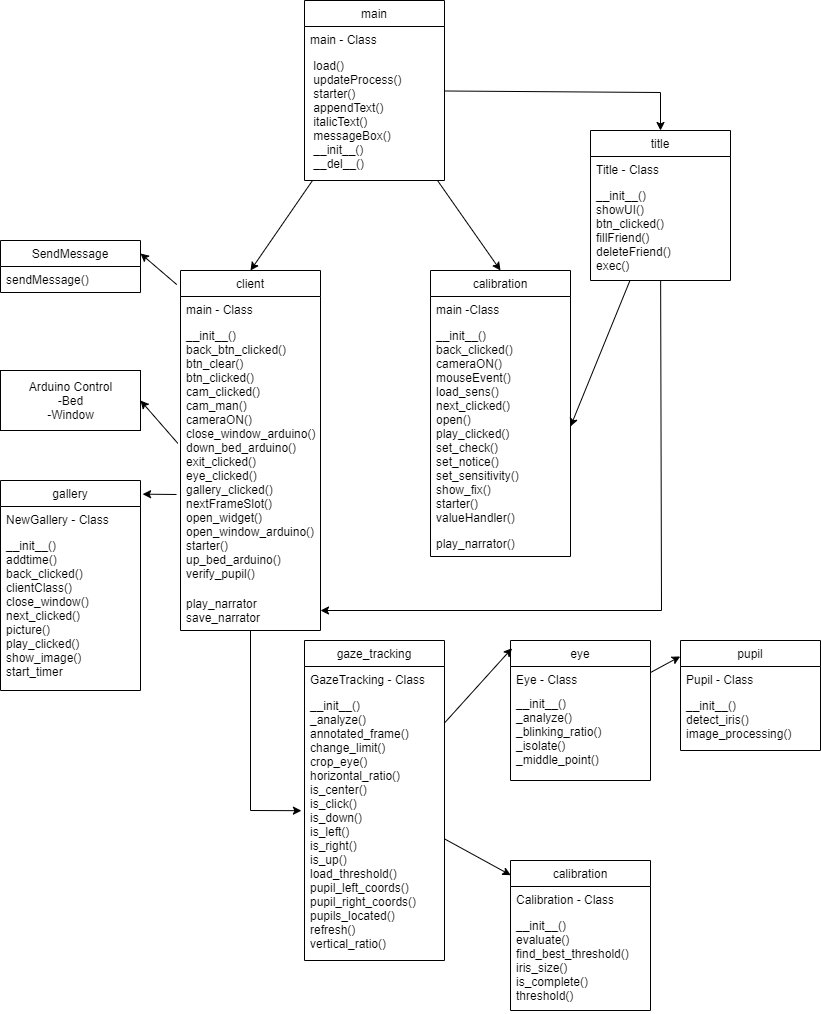 main
main - Class
load()
updateProcess()
starter()
appendText()
italicText()
messageBox()
__init__()
__del__()
title
Title - Class
__init__()
showUI()
btn_clicked()
fillFriend()
deleteFriend()
exec()
SendMessage
sendMessage()
client
main - Class
__init__()
back_btn_clicked()
btn_clear()
btn_clicked()
cam_clicked()
cam_man()
cameraON()
close_window_arduino()
down_bed_arduino()
exit_clicked()
eye_clicked()
gallery_clicked()
nextFrameSlot()
open_widget()
open_window_arduino()
starter()
up_bed_arduino()
verify_pupil()
play_narrator
save_narrator
calibration
main -Class
__init__()
back_clicked()
cameraON()
mouseEvent()
load_sens()
next_clicked()
open()
play_clicked()
set_check()
set_notice()
set_sensitivity()
show_fix()
starter()
valueHandler()
play_narrator()
Arduino Control
-Bed
-Window
gallery
NewGallery - Class
__init__()
addtime()
back_clicked()
clientClass()
close_window()
next_clicked()
picture()
play_clicked()
show_image()
start_timer
gaze_tracking
GazeTracking - Class
__init__()
_analyze()
annotated_frame()
change_limit()
crop_eye()
horizontal_ratio()
is_center()
is_click()
is_down()
is_left()
is_right()
is_up()
load_threshold()
pupil_left_coords()
pupil_right_coords()
pupils_located()
refresh()
vertical_ratio()
eye
Eye - Class
__init__()
_analyze()
_blinking_ratio()
_isolate()
_middle_point()
pupil
Pupil - Class
__init__()
detect_iris()
image_processing()
calibration
Calibration - Class
__init__()
evaluate()
find_best_threshold()
iris_size()
is_complete()
threshold()